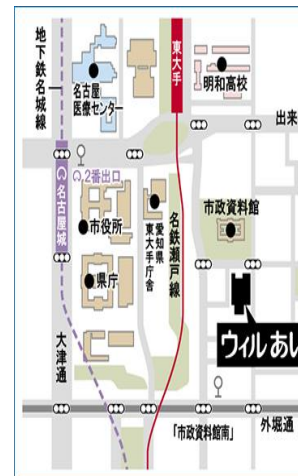 地下鉄名城線
名古屋
医療センター
東大手
明和高校
出来
2番出口
名古屋城
市役所
愛知県
東大手庁舎
名鉄瀬戸線
市政資料館
県庁
大津通
ウィルあい
「市政資料館南」
外堀通